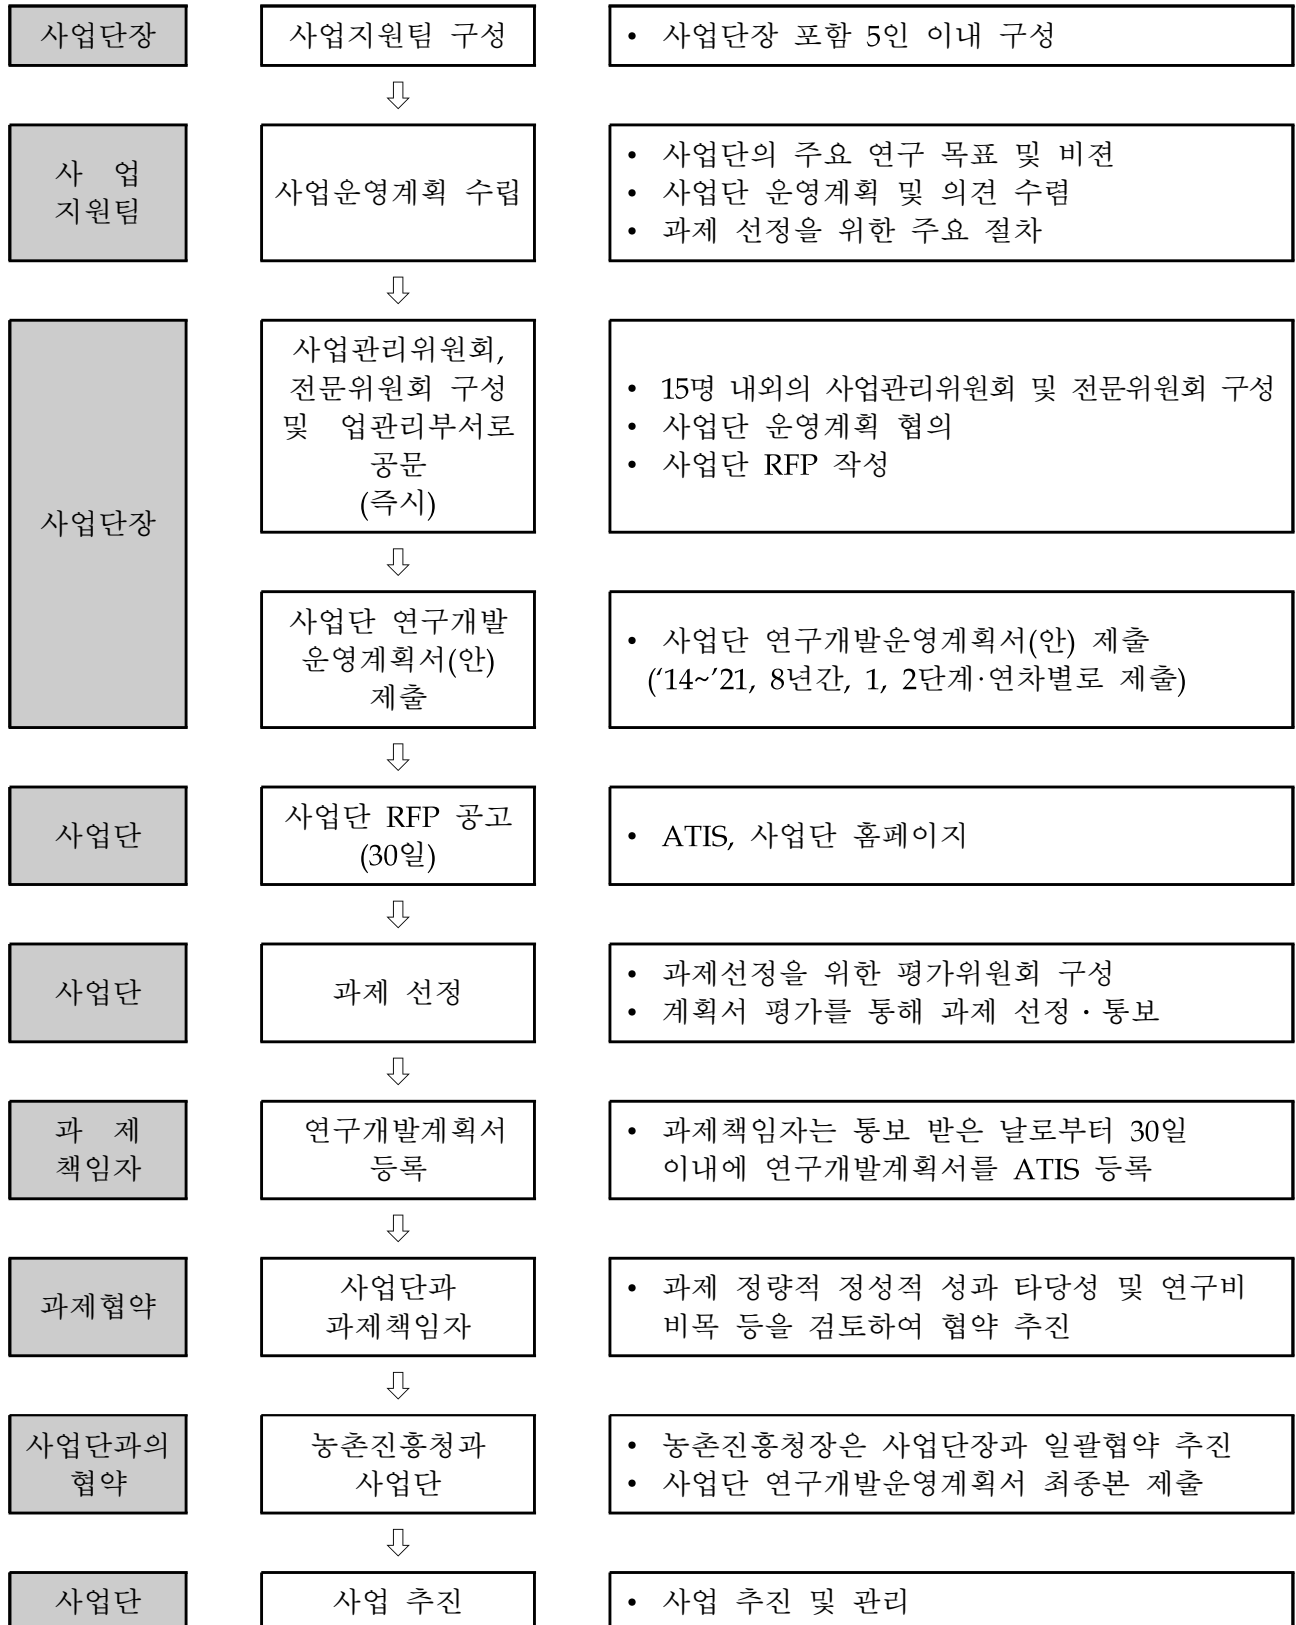 사업단장
사업지원팀 구성
• 사업단장 포함 5인 이내 구성
⇩
사 업
지원팀
사업운영계획 수립
• 사업단의 주요 연구 목표 및 비젼
• 사업단 운영계획 및 의견 수렴
• 과제 선정을 위한 주요 절차
⇩
사업단장
사업관리위원회,
전문위원회 구성
및 업관리부서로
공문
(즉시)
• 15명 내외의 사업관리위원회 및 전문위원회 구성
• 사업단 운영계획 협의
• 사업단 RFP 작성
⇩
사업단 연구개발
운영계획서(안)
제출
• 사업단 연구개발운영계획서(안) 제출
(‘14~’21, 8년간, 1, 2단계·연차별로 제출)
⇩
사업단
사업단 RFP 공고
(30일)
• ATIS, 사업단 홈페이지
⇩
사업단
과제 선정
• 과제선정을 위한 평가위원회 구성
• 계획서 평가를 통해 과제 선정·통보
⇩
과 제
책임자
연구개발계획서
등록
• 과제책임자는 통보 받은 날로부터 30일
이내에 연구개발계획서를 ATIS 등록
⇩
과제협약
사업단과
과제책임자
• 과제 정량적 정성적 성과 타당성 및 연구비
비목 등을 검토하여 협약 추진
⇩
사업단과의
협약
농촌진흥청과
사업단
• 농촌진흥청장은 사업단장과 일괄협약 추진
• 사업단 연구개발운영계획서 최종본 제출
⇩
사업단
사업 추진
• 사업 추진 및 관리